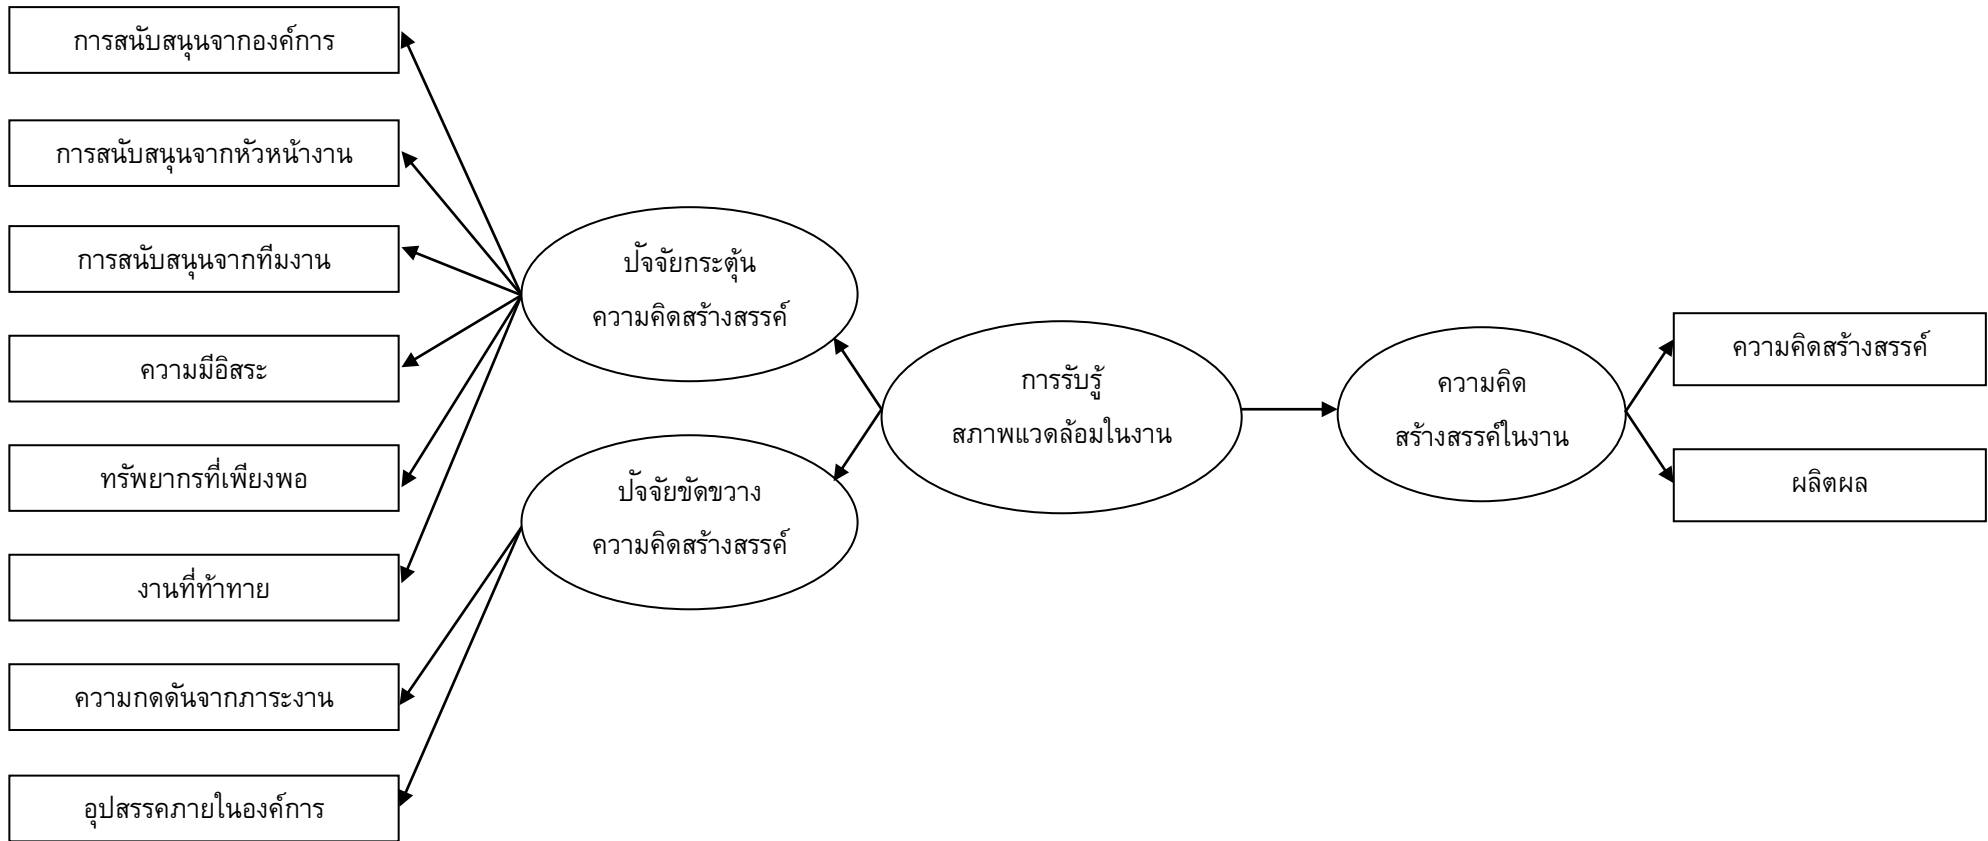 การสนับสนุนจากองค์การ
การสนับสนุนจากหัวหน้างาน
การสนับสนุนจากทีมงาน
ความมีอิสระ
ทรัพยากรที่เพียงพอ
งานที่ท้าทาย
ความกดดันจากภาระงาน
อุปสรรคภายในองค์การ
ปัจจัยกระตุ้น
ความคิดสร้างสรรค์
ปัจจัยขัดขวาง
ความคิดสร้างสรรค์
การรับรู้
สภาพแวดล้อมในงาน
ความคิด
สร้างสรรค์ในงาน
ความคิดสร้างสรรค์
ผลิตผล